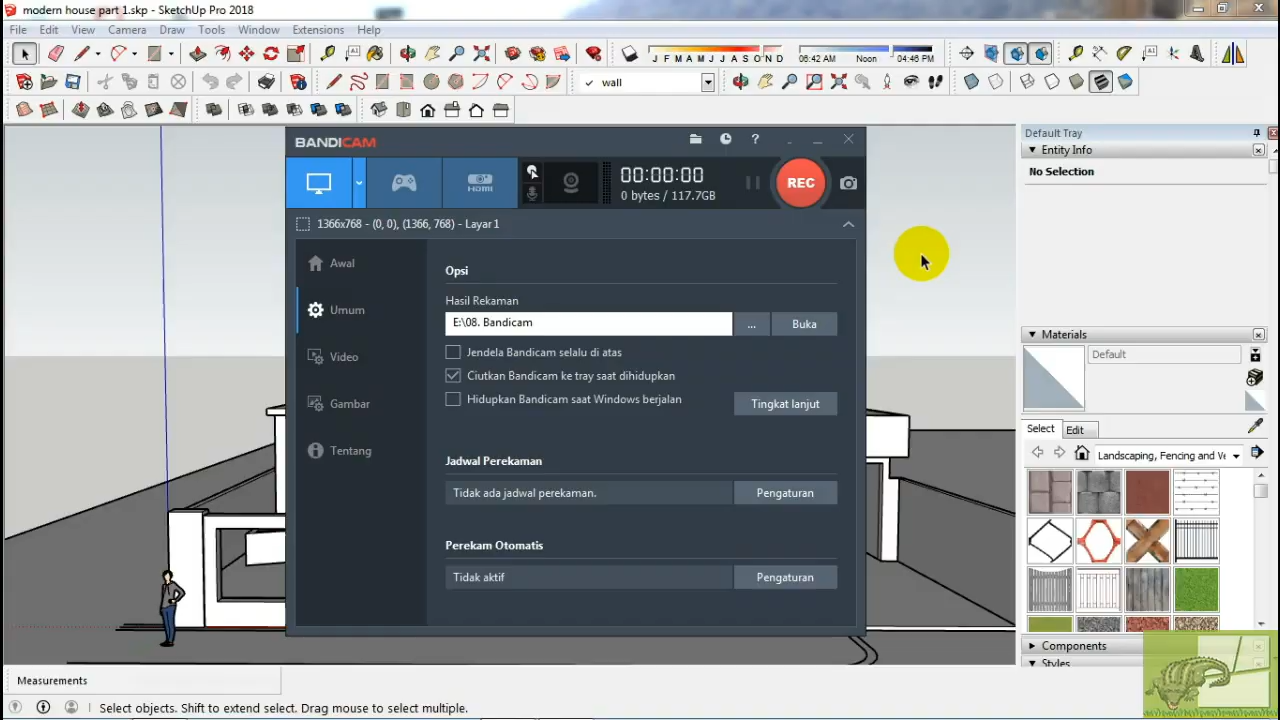 modern house part 1.skp - SketchUp Pro 2018
File Edit View Camera Draw Tools Windows Extensions Help
J F M A M J J A S O N D
06:42 AM Noon 04:46 PM
wall
Default Tray
Entity Info
No Selection
BANDICAM
HDMI
00:00:00
0 bytes / 117.7GB
REC
1366x768 - (0, 0), (1366, 768) - Layar 1
Awal
Umum
Video
Gambar
Tentang
Opsi
Hasil Rekaman
E:\08. Bandicam
...
Buka
Jendela Bandicam selalu di atas
Ciutkan Bandicam ke tray saat dihidupkan
Hidupkan Bandicam saat Windows berjalan
Tingkat lanjut
Jadwal Perekaman
Tidak ada jadwal perekaman.
Pengaturan
Perekam Otomatis
Tidak aktif
Pengaturan
Materials
Default
Select Edit
Landscaping, Fencing and Ve
Components
Styles
Measurements
Select objects. Shift to extend select. Drag mouse to select multiple.